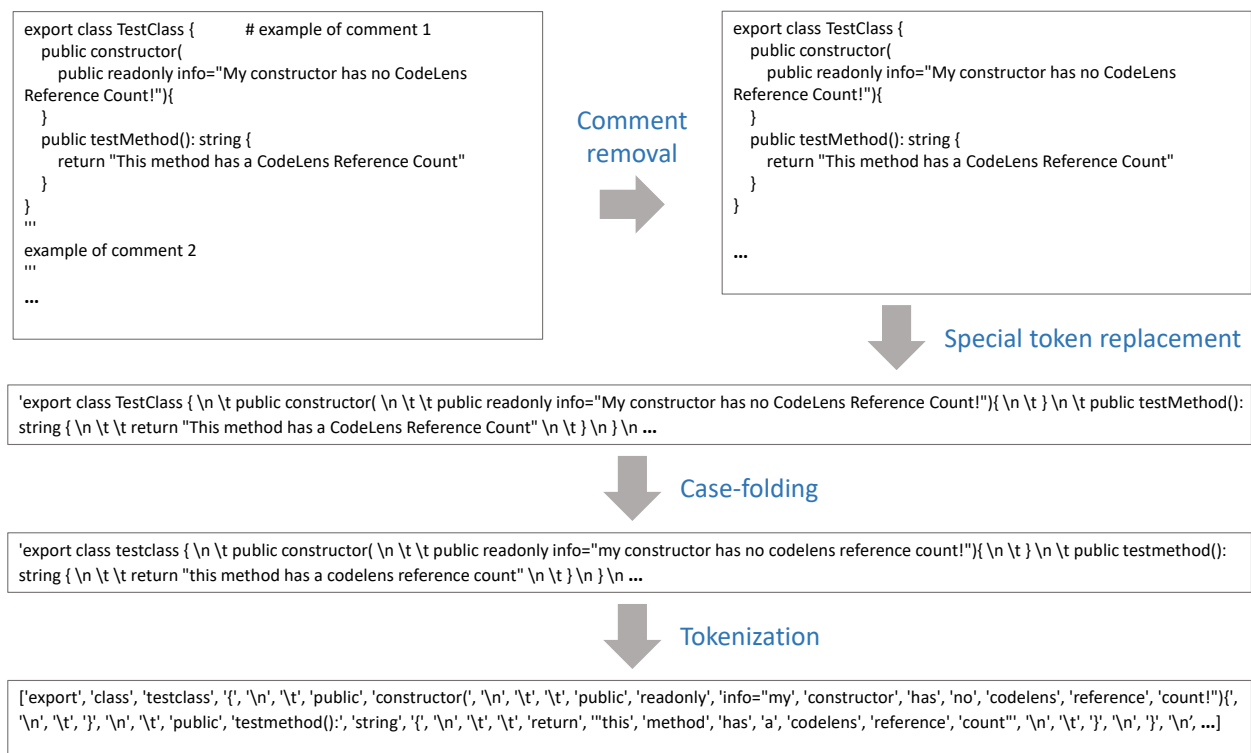 export class TestClass {          # example of comment 1
public constructor(
public readonly info="My constructor has no CodeLens
Reference Count!"){
}
public testMethod(): string {
return "This method has a CodeLens Reference Count"
}
}
'''
example of comment 2
'''
...
Comment
removal
export class TestClass {
public constructor(
public readonly info="My constructor has no CodeLens
Reference Count!"){
}
public testMethod(): string {
return "This method has a CodeLens Reference Count"
}
}
...
Special token replacement
'export class TestClass { \n \t public constructor( \n \t \t public readonly info="My constructor has no CodeLens Reference Count!"){ \n \t } \n \t public testMethod():
string { \n \t \t return "This method has a CodeLens Reference Count" \n \t } \n } \n ...
Case-folding
'export class testclass { \n \t public constructor( \n \t \t public readonly info="my constructor has no codelens reference count!"){ \n \t } \n \t public testmethod():
string { \n \t \t return "this method has a codelens reference count" \n \t } \n } \n ...
Tokenization
['export', 'class', 'testclass', '{', '\n', '\t', 'public', 'constructor(', '\n', '\t', '\t', 'public', 'readonly', 'info="my', 'constructor', 'has', 'no', 'codelens', 'reference', 'count!"){',
'\n', '\t', '}', '\n', '\t', 'public', 'testmethod():', 'string', '{', '\n', '\t', '\t', 'return', '"this', 'method', 'has', 'a', 'codelens', 'reference', 'count"', '\n', '\t', '}', '\n', '}', '\n', ...]